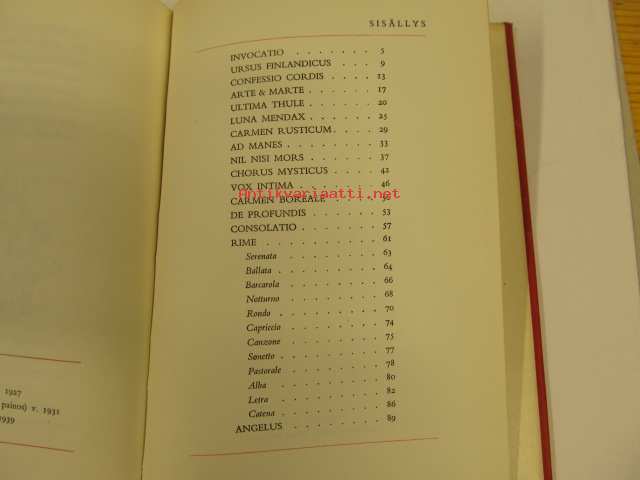 1927
painos) v. 1931
1939
SISÄLLYS
INVOCATIO . . . . . . . 5
URSUS FINLANDICUS . . . 9
CONFESSIO CORDIS . . . . 13
ARTE & MARTE . . . . . . 17
ULTIMA THULE . . . . . . 20
LUNA MENDAX . . . . . . 25
CARMEN RUSTICUM . . . . 29
AD MANES . . . . . . . . 33
NIL NISI MORS . . . . . . 37
CHORUS MYSTICUS . . . . 42
VOX INTIMA . . . . . . . 46
Antikvariaatti.net
CARMEN BOREALE . . . .
DE PROFUNDIS . . . . . . 53
CONSOLATIO . . . . . . . 57
RIME . . . . . . . . . . 61
Serenata . . . . . . . . 63
Ballata . . . . . . . . . 64
Barcarola . . . . . . . . 66
Notturno . . . . . . . . 68
Rondo . . . . . . . . . 70
Capriccio . . . . . . . . 74
Canzone . . . . . . . . 75
Sonetto . . . . . . . . . 77
Pastorale . . . . . . . . 78
Alba . . . . . . . . . 80
Letra . . . . . . . . . 82
Catena . . . . . . . . . 86
ANGELUS . . . . . . . . 89